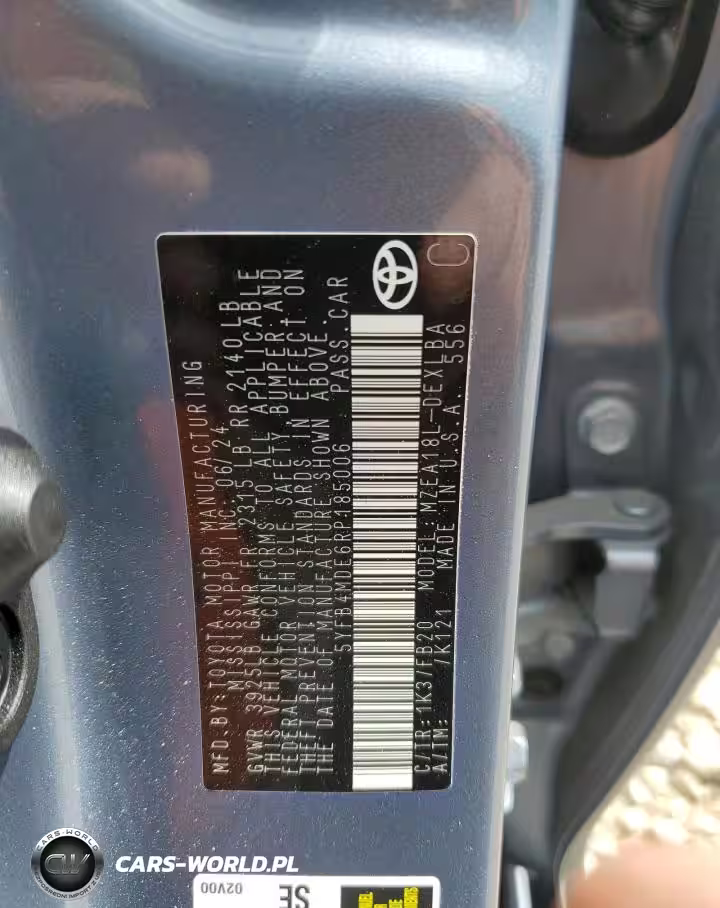 MFD.BY:TOYOTA MOTOR MANUFACTURING
MISSISSIPPI, INC. 06/24
GVWR 3925LB GAWR FR 2315 LB RR 2140 LB
THIS VEHICLE CONFORMS TO ALL APPLICABLE
FEDERAL MOTOR VEHICLE SAFETY, BUMPER, AND
THEFT PREVENTION STANDARDS IN EFFECT ON
THE DATE OF MANUFACTURE SHOWN ABOVE.
5YFB4MDE6RP185006 PASS.CAR
C/TR:1K3/FB20 MODEL:MZEA18L-DEXLBA
A/TM: /K121 MADE IN U.S.A. 556
C
02V00
SE
CARS-WORLD
CW
CARS-WORLD.PL